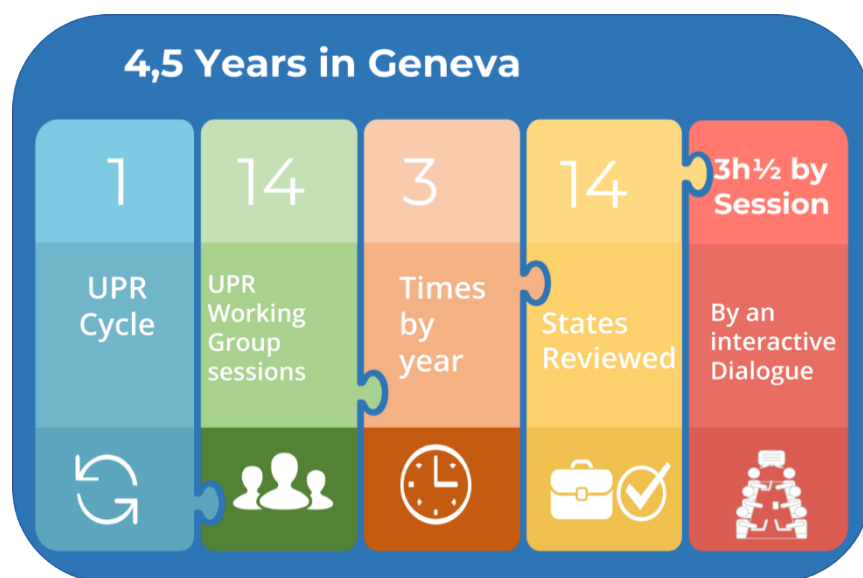 4,5 Years in Geneva
1
UPR
Cycle
14
UPR
Working
Group
sessions
3
Times
by
year
14
States
Reviewed
3h½ by
Session
By an
interactive
Dialogue